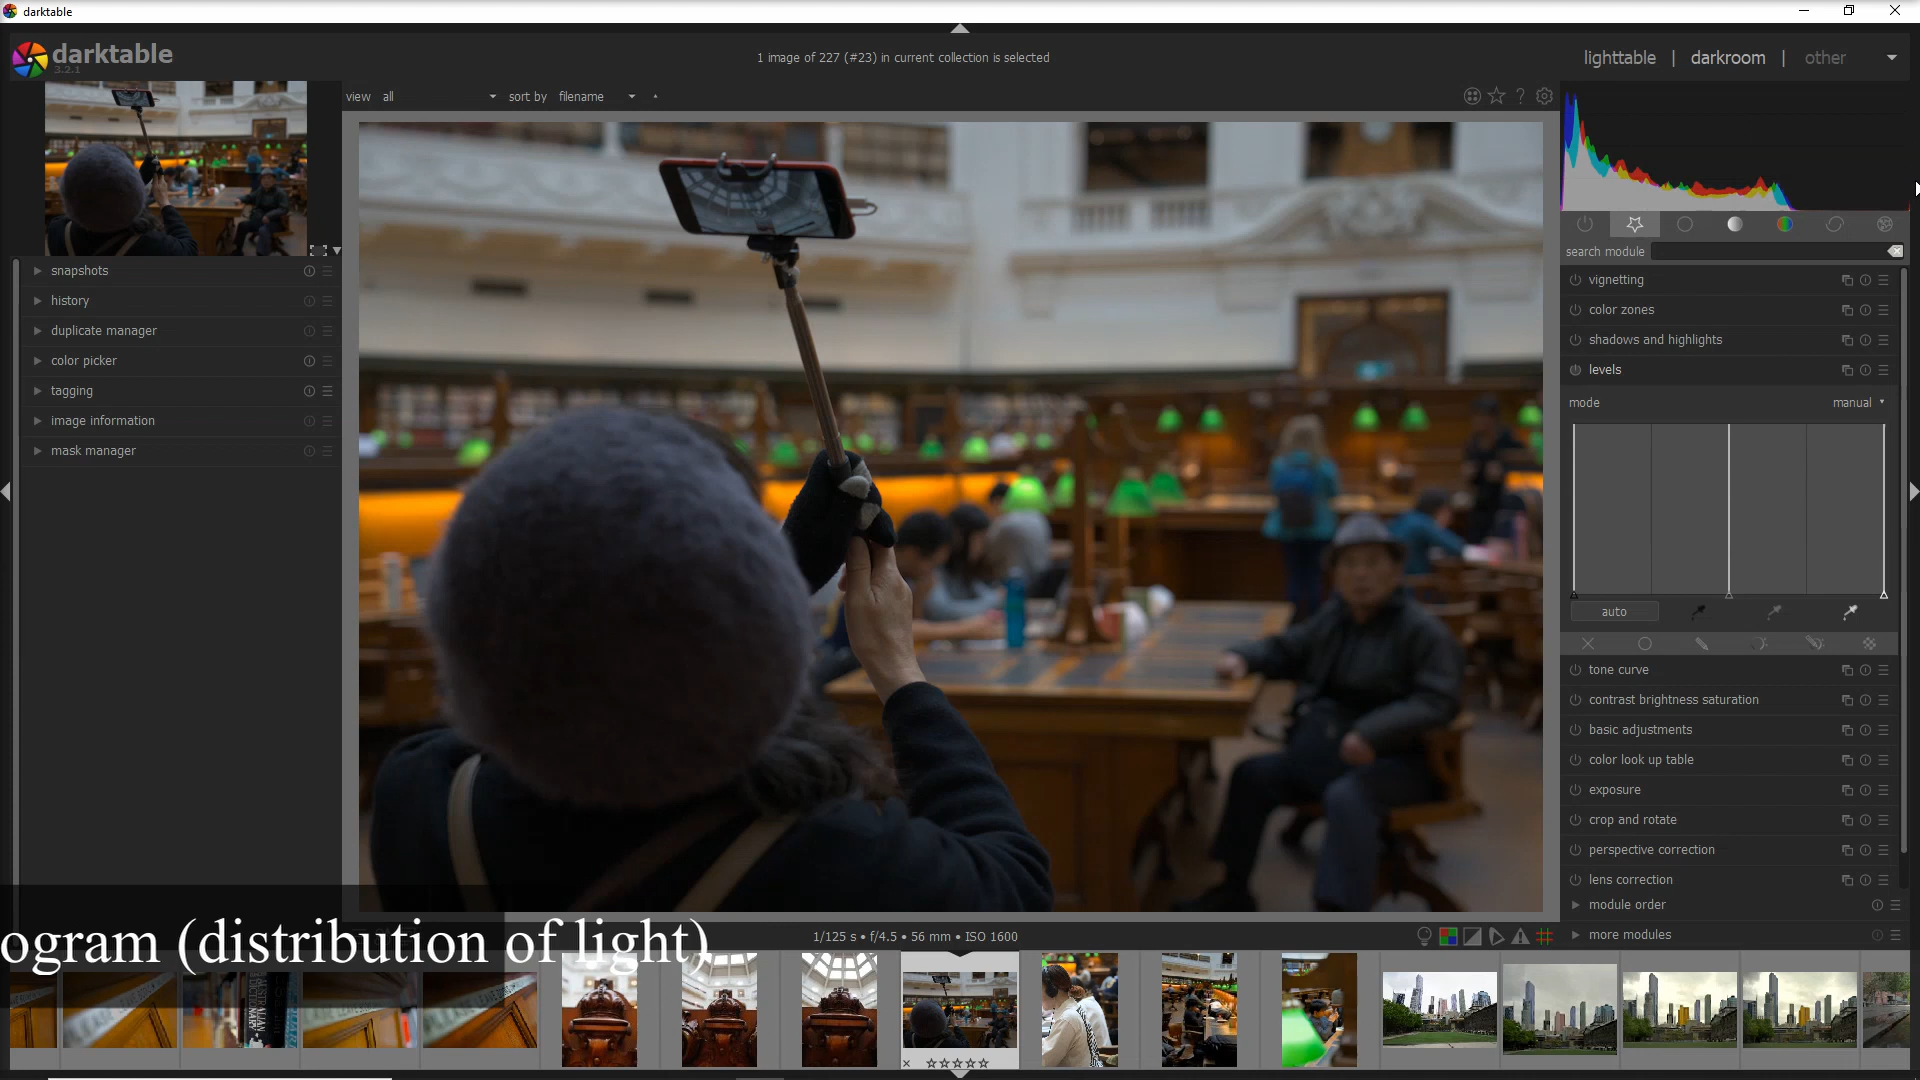 darktable
darktable
3.2.1
1 image of 227 (#23) in current collection is selected
lighttable | darkroom | other
view all sort by filename
search module
snapshots
history
duplicate manager
color picker
tagging
image information
mask manager
vignetting
color zones
shadows and highlights
levels
mode manual
auto
tone curve
contrast brightness saturation
basic adjustments
color look up table
exposure
crop and rotate
perspective correction
lens correction
module order
more modules
ogram (distribution of light)
1/125 s • f/4.5 • 56 mm • ISO 1600